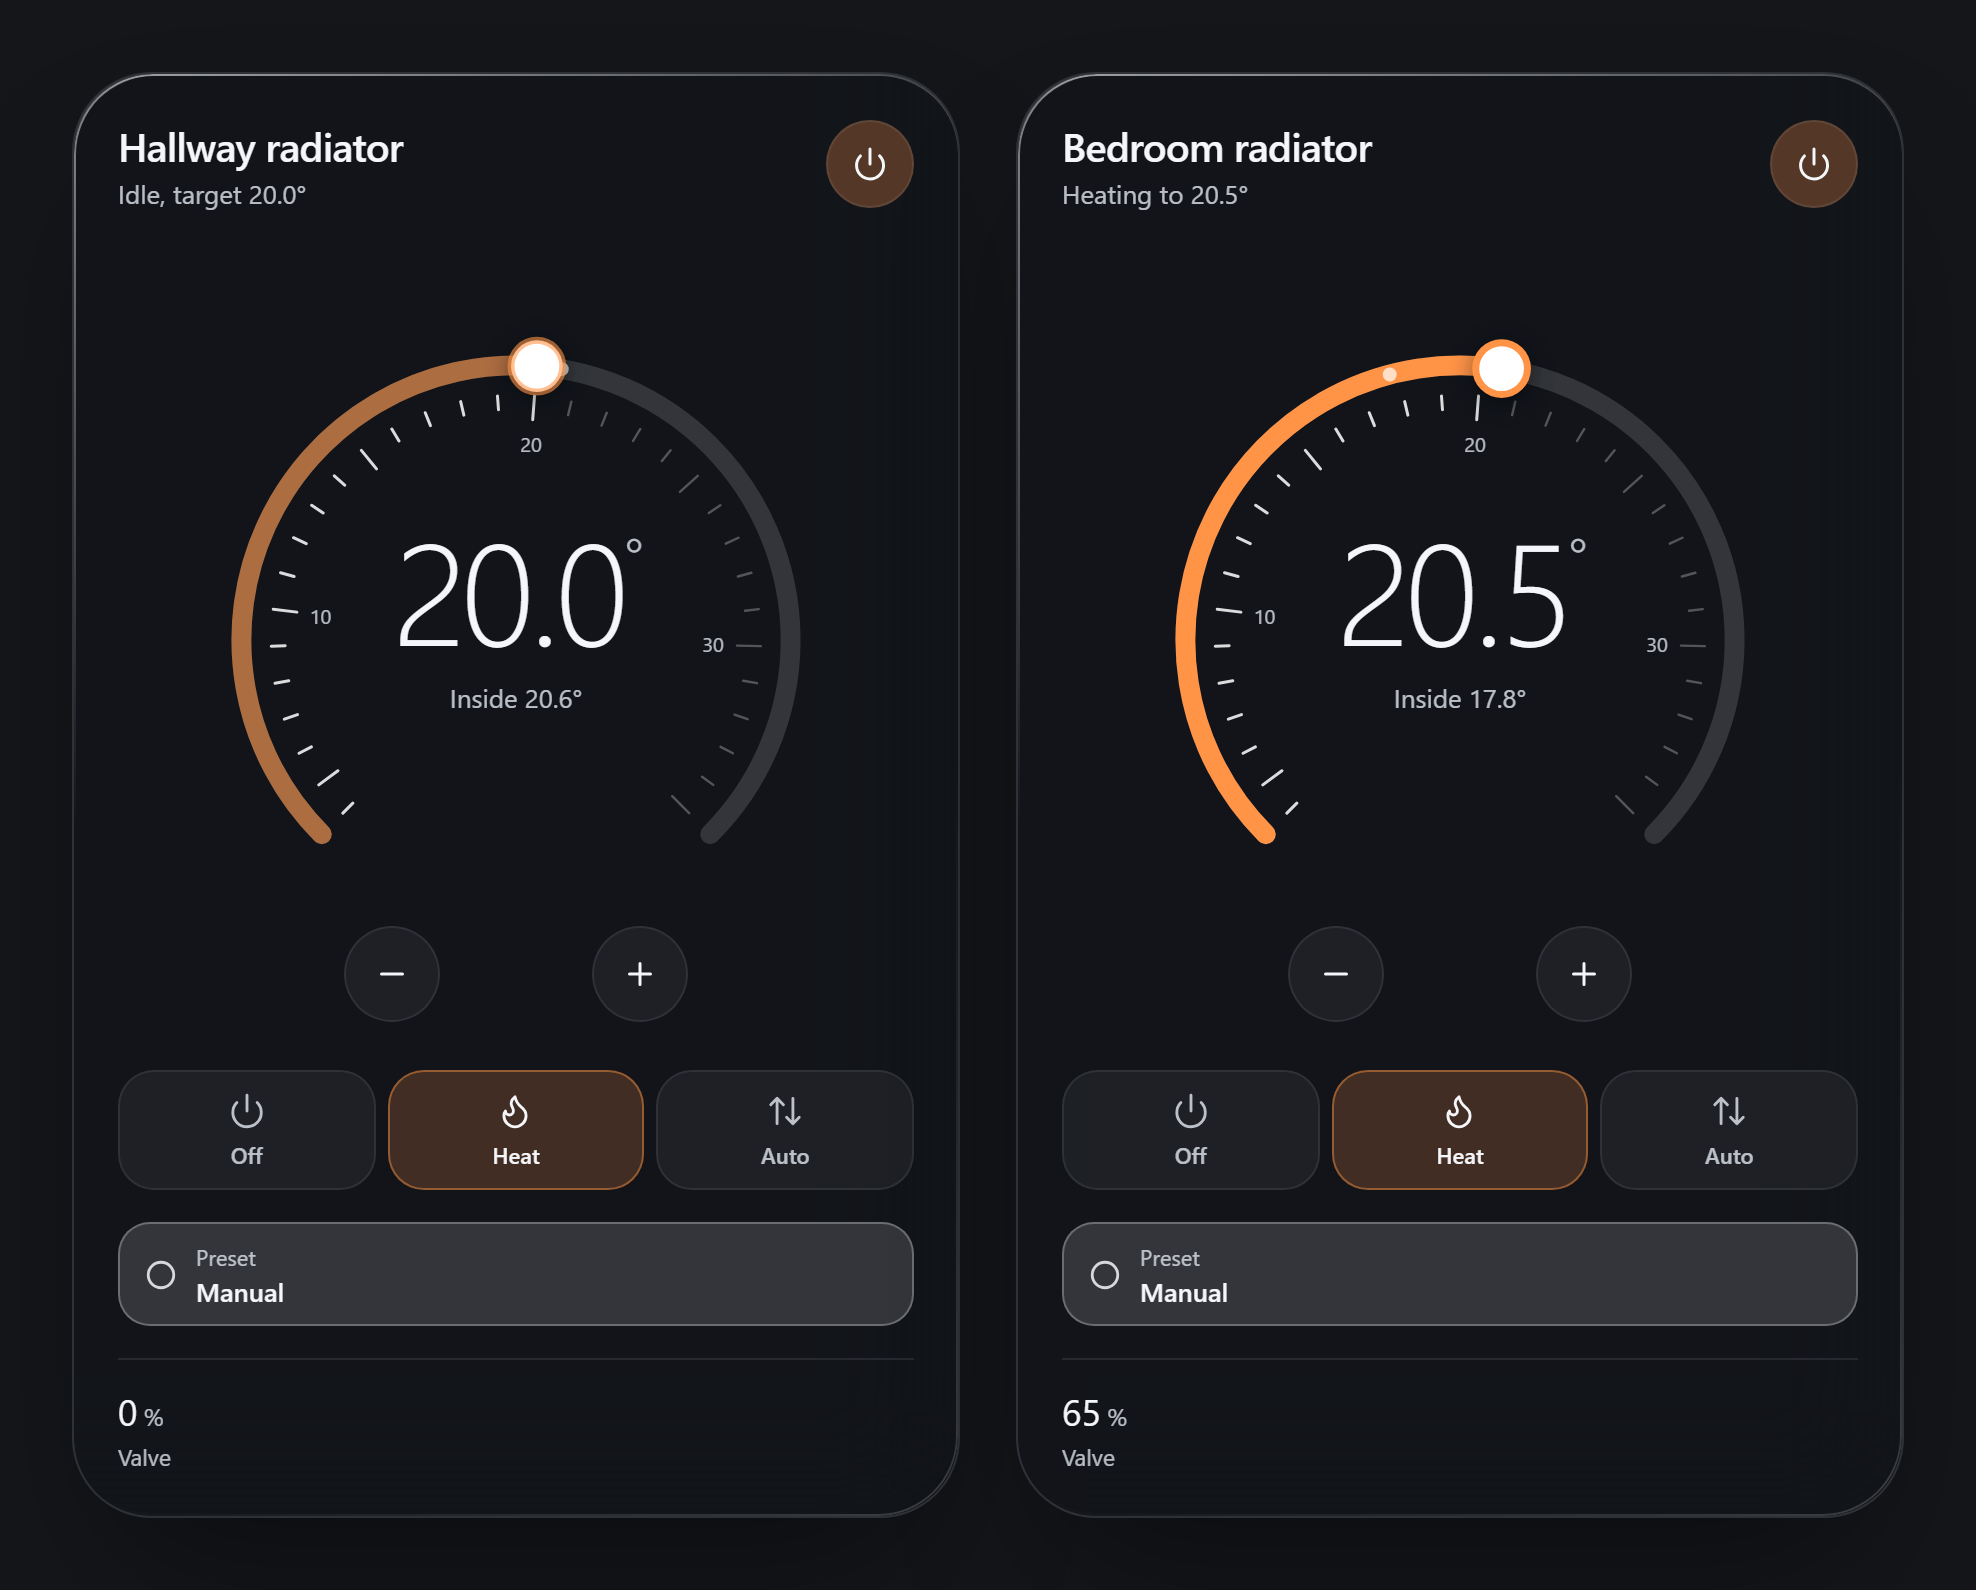 Hallway radiator
Idle, target 20.0°
20
10
20.0°
30
Inside 20.6°
Off
Heat
Auto
Preset
Manual
0 %
Valve
Bedroom radiator
Heating to 20.5°
20
10
20.5°
30
Inside 17.8°
Off
Heat
Auto
Preset
Manual
65 %
Valve